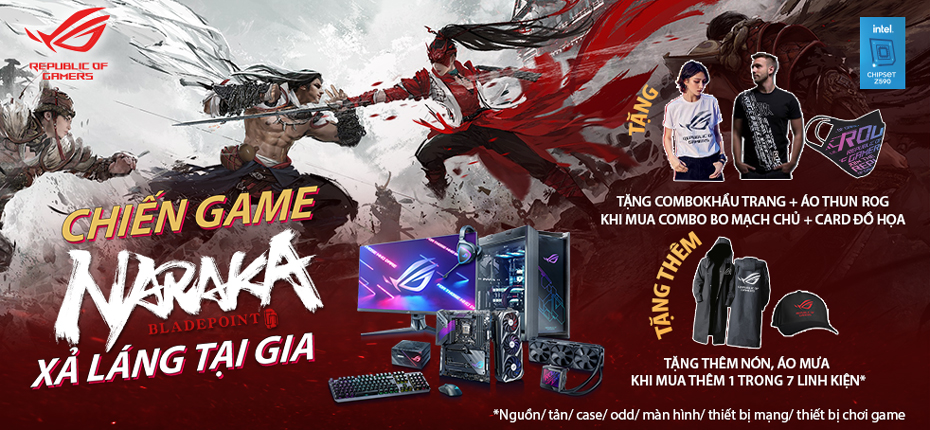 REPUBLIC OF
GAMERS
intel
CHIPSET
Z590
TẶNG
REPUBLIC OF
GAMERS
TẶNG COMBOKHẨU TRANG + ÁO THUN ROG
KHI MUA COMBO BO MẠCH CHỦ + CARD ĐỒ HỌA
CHIẾN GAME
NARAKA
BLADEPOINT
XẢ LÁNG TẠI GIA
TẶNG THÊM
TẶNG THÊM NÓN, ÁO MƯA
KHI MUA THÊM 1 TRONG 7 LINH KIỆN*
*Nguồn/ tản/ case/ odd/ màn hình/ thiết bị mạng/ thiết bị chơi game